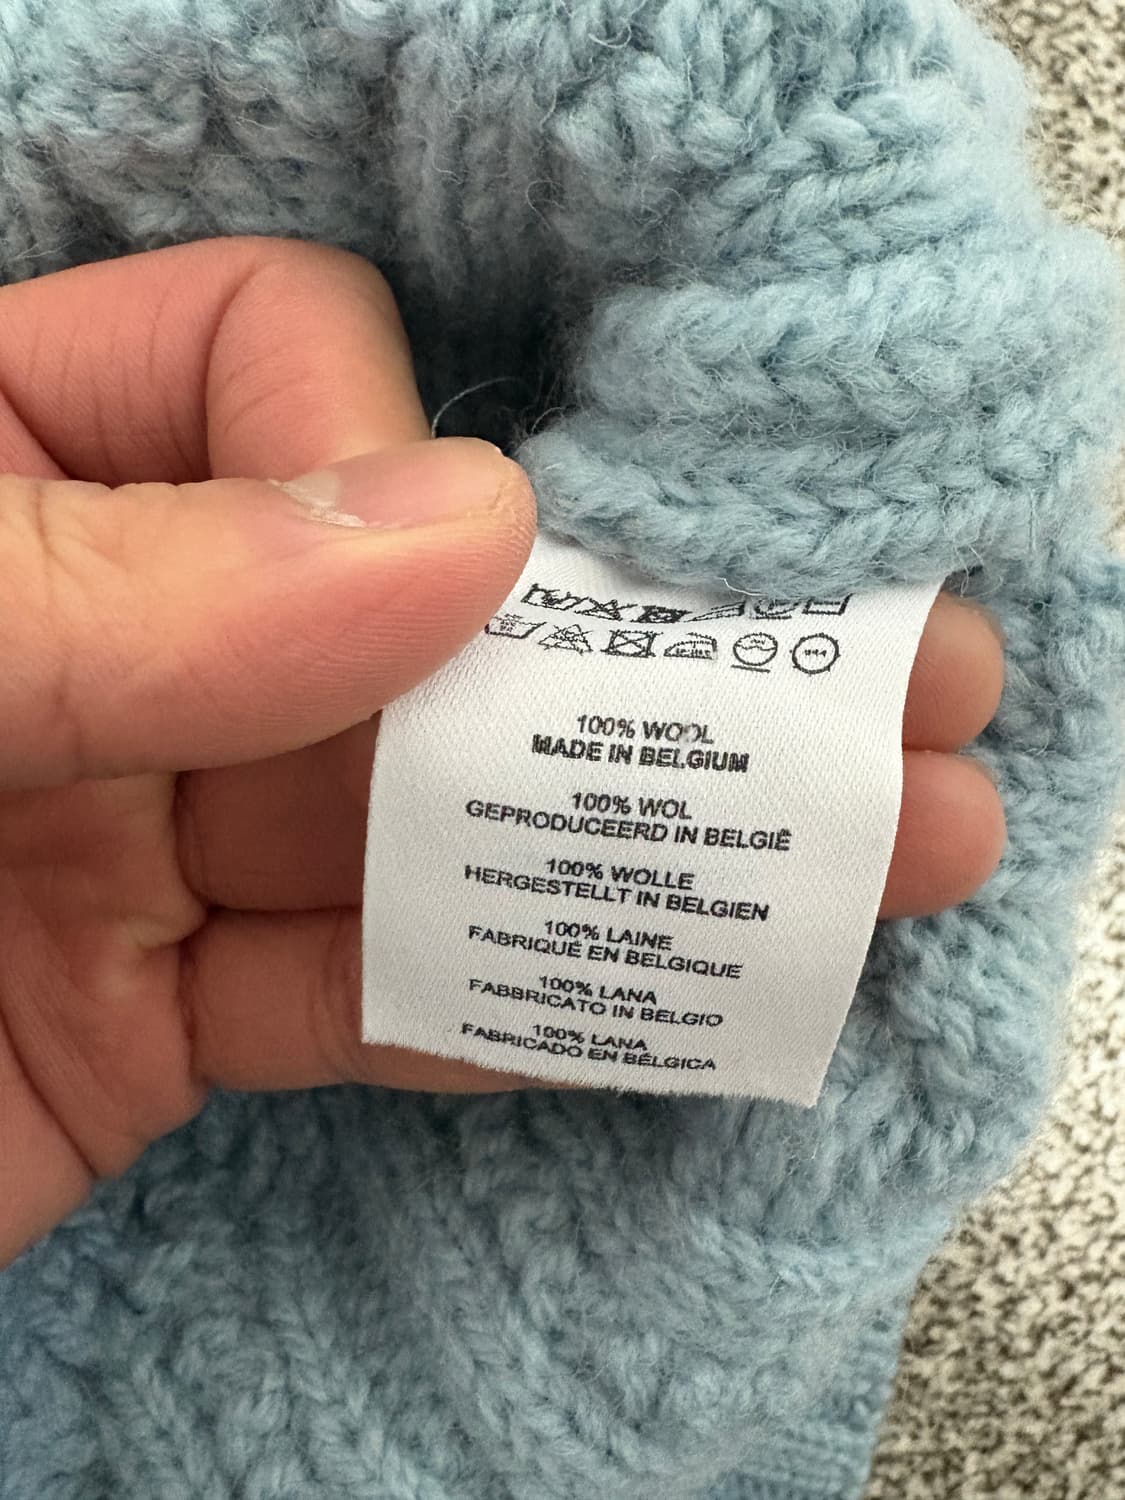 100% WOOL
MADE IN BELGIUM
100% WOL
GEPRODUCEERD IN BELGIË
100% WOLLE
HERGESTELLT IN BELGIEN
100% LAINE
FABRIQUÉ EN BELGIQUE
100% LANA
FABBRICATO IN BELGIO
100% LANA
FABRICADO EN BÉLGICA